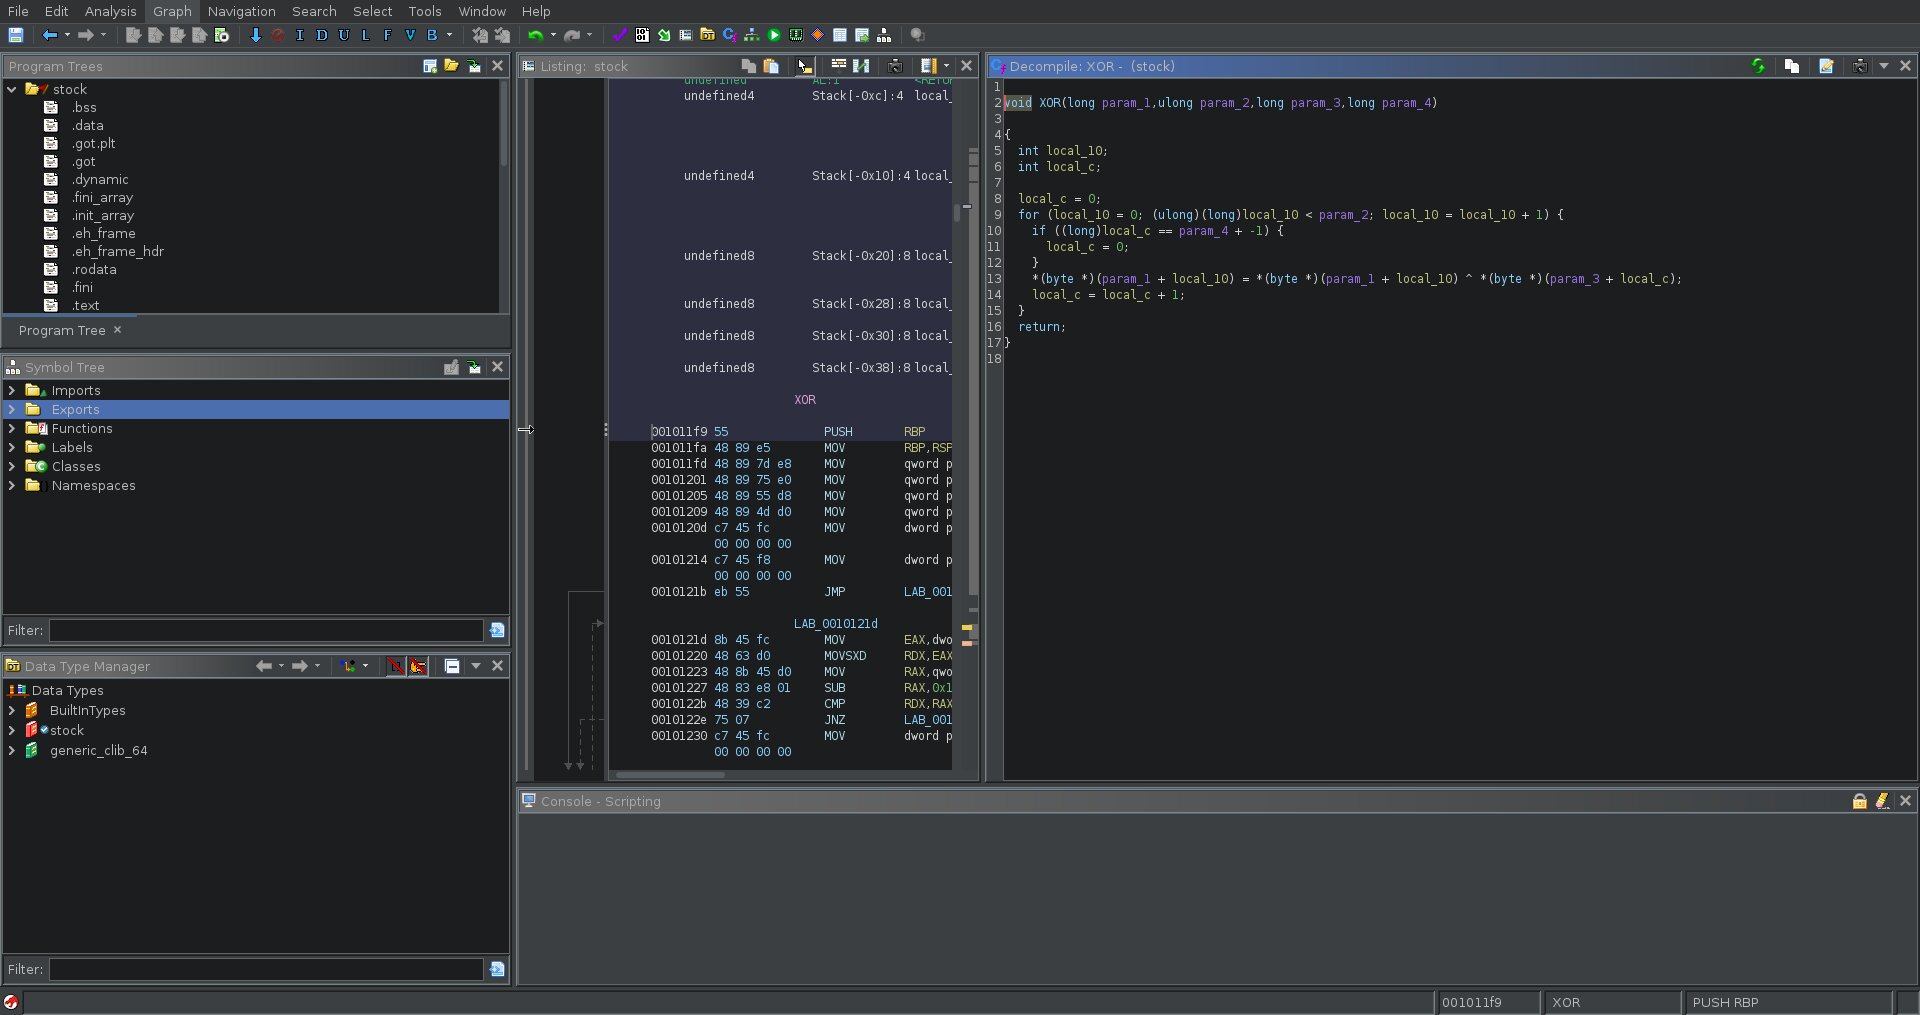 File Edit Analysis Graph Navigation Search Select Tools Window Help
I D U L F V B
Program Trees
stock
.bss
.data
.got.plt
.got
.dynamic
.fini_array
.init_array
.eh_frame
.eh_frame_hdr
.rodata
.fini
.text
Program Tree
Symbol Tree
Imports
Exports
Functions
Labels
Classes
Namespaces
Filter:
Data Type Manager
Data Types
BuiltInTypes
stock
generic_clib_64
Filter:
Listing: stock
undefined AL:1 <RETUR
undefined4 Stack[-0xc]:4 local_
undefined4 Stack[-0x10]:4 local_
undefined8 Stack[-0x20]:8 local_
undefined8 Stack[-0x28]:8 local_
undefined8 Stack[-0x30]:8 local_
undefined8 Stack[-0x38]:8 local_
XOR
001011f9 55 PUSH RBP
001011fa 48 89 e5 MOV RBP,RSP
001011fd 48 89 7d e8 MOV qword p
00101201 48 89 75 e0 MOV qword p
00101205 48 89 55 d8 MOV qword p
00101209 48 89 4d d0 MOV qword p
0010120d c7 45 fc MOV dword p
00 00 00 00
00101214 c7 45 f8 MOV dword p
00 00 00 00
0010121b eb 55 JMP LAB_001
LAB_0010121d
0010121d 8b 45 fc MOV EAX,dwo
00101220 48 63 d0 MOVSXD RDX,EAX
00101223 48 8b 45 d0 MOV RAX,qwo
00101227 48 83 e8 01 SUB RAX,0x1
0010122b 48 39 c2 CMP RDX,RAX
0010122e 75 07 JNZ LAB_001
00101230 c7 45 fc MOV dword p
00 00 00 00
Decompile: XOR - (stock)
1
2 void XOR(long param_1,ulong param_2,long param_3,long param_4)
3
4 {
5 int local_10;
6 int local_c;
7
8 local_c = 0;
9 for (local_10 = 0; (ulong)(long)local_10 < param_2; local_10 = local_10 + 1) {
10 if ((long)local_c == param_4 + -1) {
11 local_c = 0;
12 }
13 *(byte *)(param_1 + local_10) = *(byte *)(param_1 + local_10) ^ *(byte *)(param_3 + local_c);
14 local_c = local_c + 1;
15 }
16 return;
17 }
18
Console - Scripting
001011f9 XOR PUSH RBP